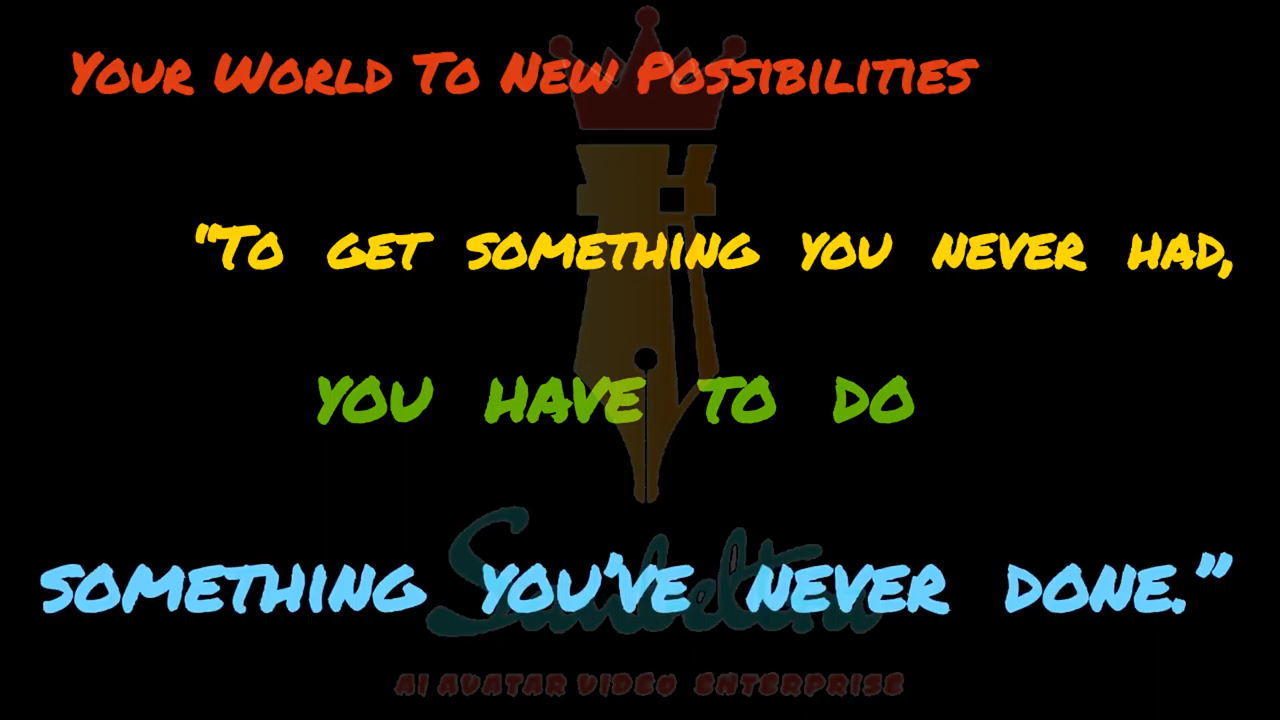 Your World To New Possibilities
“To get something you never had,
you have to do
something you’ve never done.”
AI AVATAR VIDEO ENTERPRISE